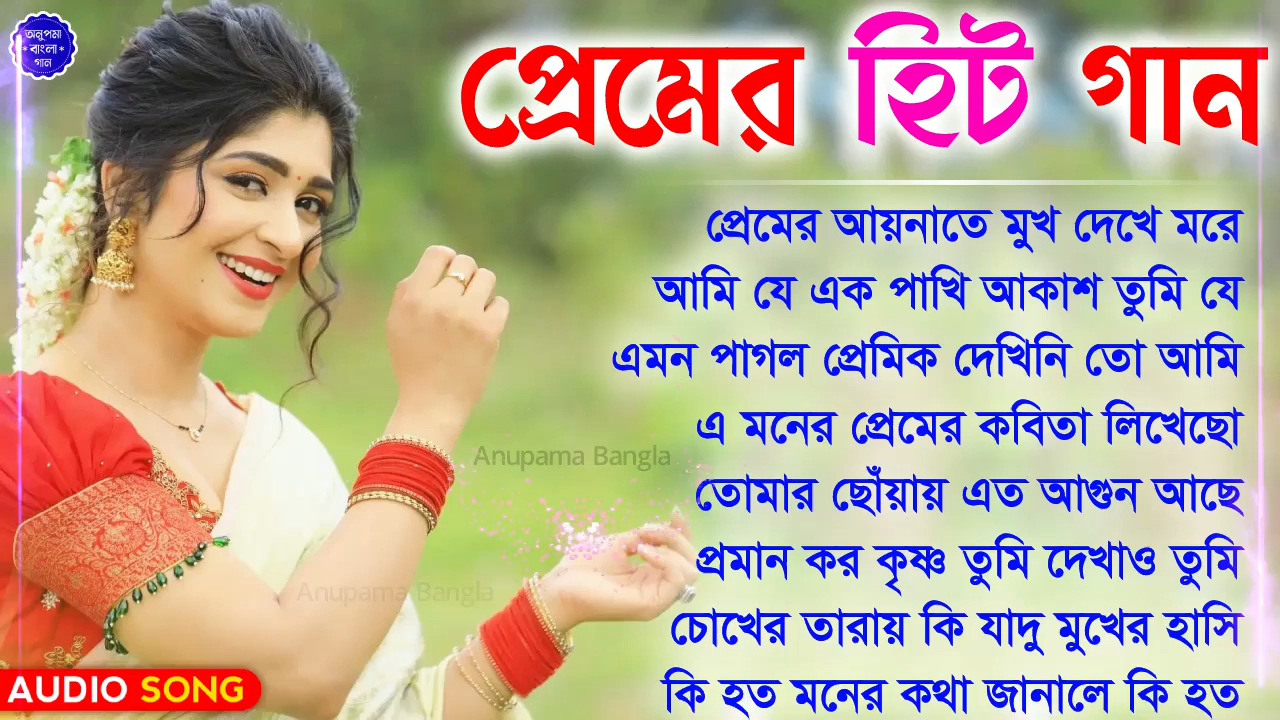 অনুপমা
বাংলা
গান
প্রেমের হিট গান
প্রেমের আয়নাতে মুখ দেখে মরে
আমি যে এক পাখি আকাশ তুমি যে
এমন পাগল প্রেমিক দেখিনি তো আমি
এ মনের প্রেমের কবিতা লিখেছো
তোমার ছোঁয়ায় এত আগুন আছে
প্রমান কর কৃষ্ণ তুমি দেখাও তুমি
চোখের তারায় কি যাদু মুখের হাসি
কি হত মনের কথা জানালে কি হত
Anupama Bangla
Anupama Bangla
AUDIO SONG